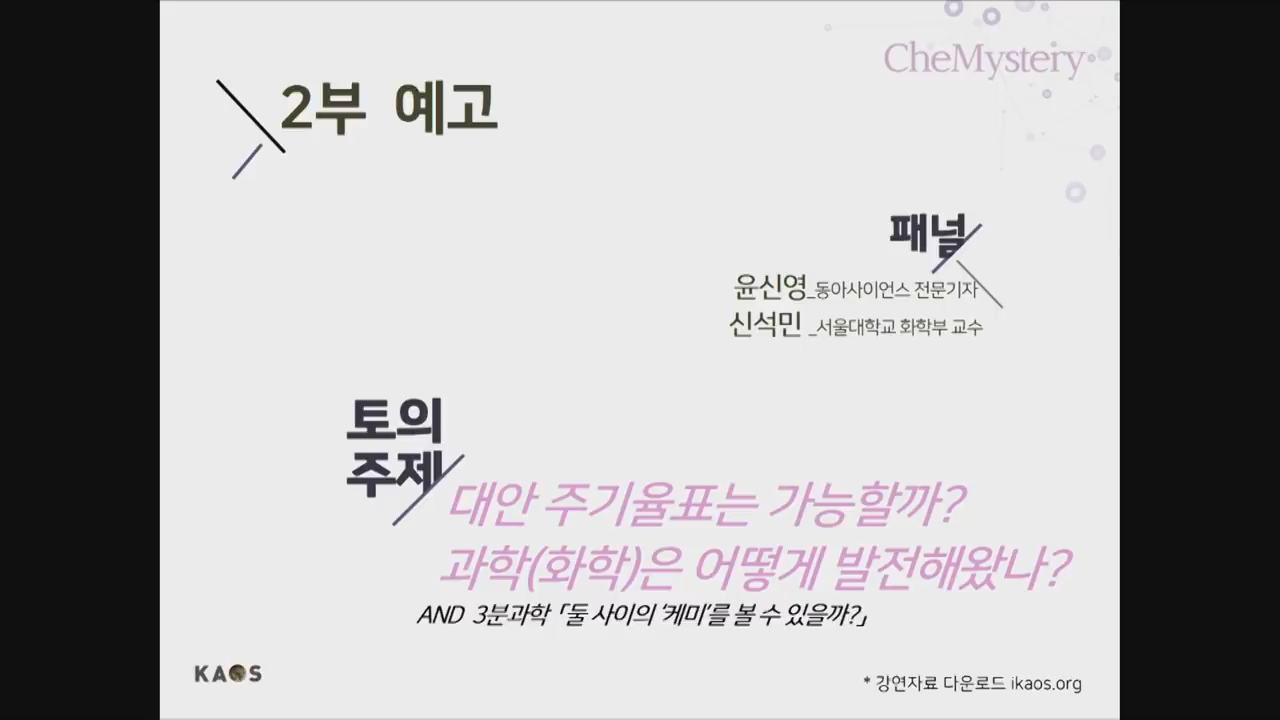 CheMystery
2부 예고
패널
윤신영_동아사이언스 전문기자
신석민 _서울대학교 화학부 교수
토의
주제
대안 주기율표는 가능할까?
과학(화학)은 어떻게 발전해왔나?
AND 3분과학 「둘 사이의 '케미'를 볼 수 있을까?」
KAOS
* 강연자료 다운로드 ikaos.org